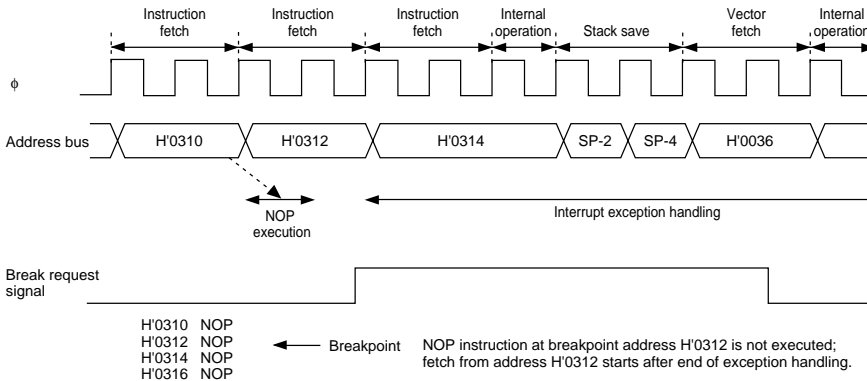 Instruction fetch Instruction fetch Instruction fetch Internal operation Stack save Vector fetch Internal operation
φ
Address bus H'0310 H'0312 H'0314 SP-2 SP-4 H'0036
NOP execution Interrupt exception handling
Break request signal
H'0310 NOP
H'0312 NOP Breakpoint NOP instruction at breakpoint address H'0312 is not executed;
H'0314 NOP fetch from address H'0312 starts after end of exception handling.
H'0316 NOP